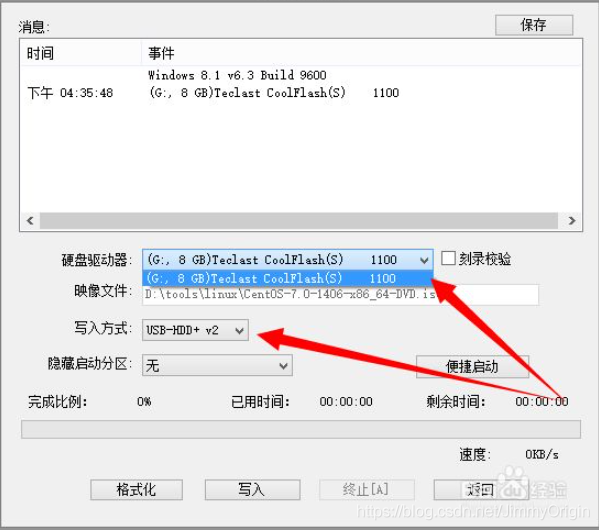 消息:
保存
时间 事件
Windows 8.1 v6.3 Build 9600
下午 04:35:48 (G:, 8 GB)Teclast CoolFlash(S) 1100
硬盘驱动器: (G:, 8 GB)Teclast CoolFlash(S) 1100 刻录校验
(G:, 8 GB)Teclast CoolFlash(S) 1100
映像文件: D:\tools\linux\CentOS-7.0-1406-x86_64-DVD.is
写入方式: USB-HDD+ v2
隐藏启动分区: 无 便捷启动
完成比例: 0% 已用时间: 00:00:00 剩余时间: 00:00:00
速度: 0KB/s
格式化 写入 终止[A] 返回
Bai du 经验
https://blog.csdn.net/JimmyOrigin